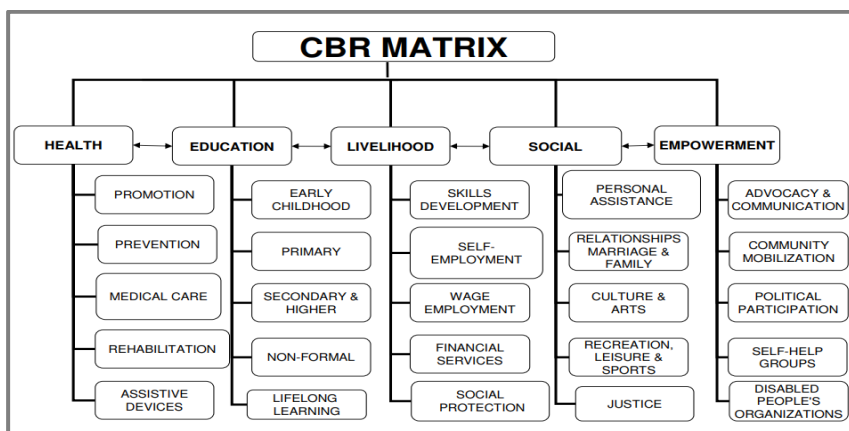 CBR MATRIX
HEALTH
EDUCATION
LIVELIHOOD
SOCIAL
EMPOWERMENT
PROMOTION
PREVENTION
MEDICAL CARE
REHABILITATION
ASSISTIVE
DEVICES
EARLY
CHILDHOOD
PRIMARY
SECONDARY &
HIGHER
NON-FORMAL
LIFELONG
LEARNING
SKILLS
DEVELOPMENT
SELF-
EMPLOYMENT
WAGE
EMPLOYMENT
FINANCIAL
SERVICES
SOCIAL
PROTECTION
PERSONAL
ASSISTANCE
RELATIONSHIPS
MARRIAGE &
FAMILY
CULTURE &
ARTS
RECREATION,
LEISURE &
SPORTS
JUSTICE
ADVOCACY &
COMMUNICATION
COMMUNITY
MOBILIZATION
POLITICAL
PARTICIPATION
SELF-HELP
GROUPS
DISABLED
PEOPLE'S
ORGANIZATIONS